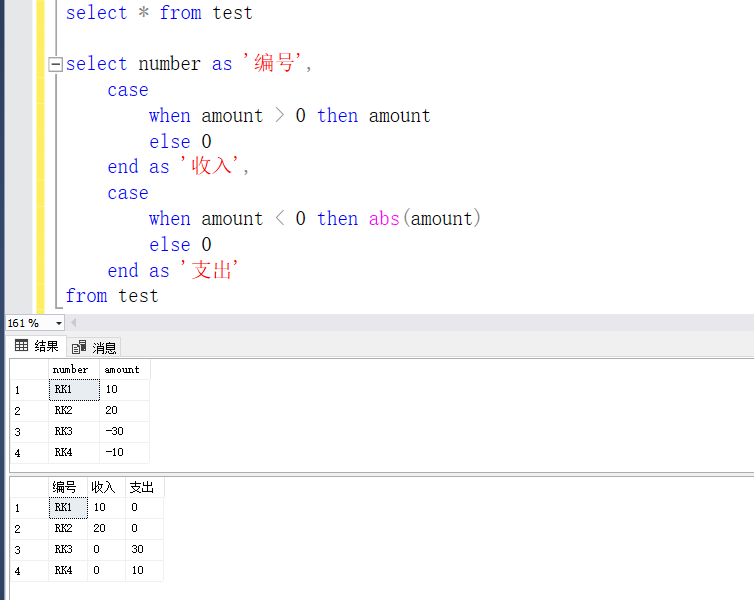 select * from test
select number as '编号',
case
when amount > 0 then amount
else 0
end as '收入',
case
when amount < 0 then abs(amount)
else 0
end as '支出'
from test
161 %
结果 消息
number amount
1 RK1 10
2 RK2 20
3 RK3 -30
4 RK4 -10
编号 收入 支出
1 RK1 10 0
2 RK2 20 0
3 RK3 0 30
4 RK4 0 10